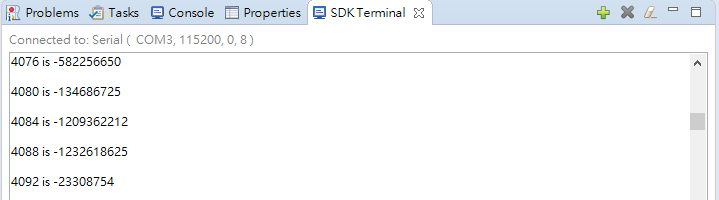 Problems Tasks Console Properties SDK Terminal
Connected to: Serial ( COM3, 115200, 0, 8 )
4076 is -582256650
4080 is -134686725
4084 is -1209362212
4088 is -1232618625
4092 is -23308754